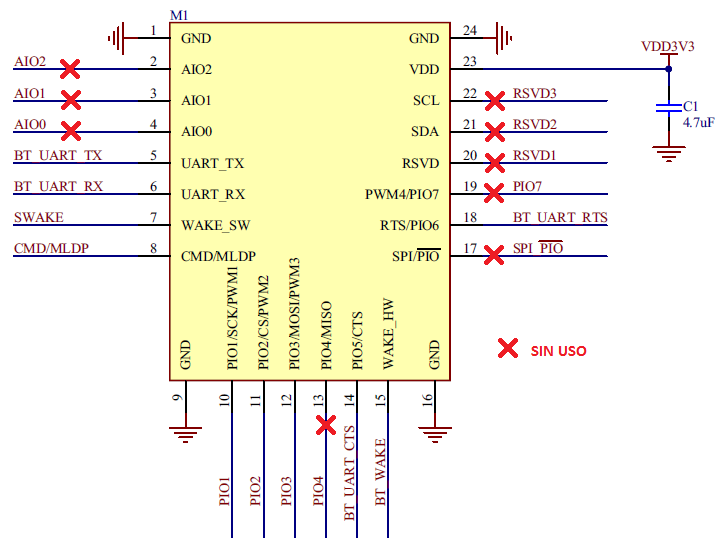 M1
1 GND
GND 24
VDD3V3
AIO2 2 AIO2
VDD 23
AIO1 3 AIO1
SCL 22 RSVD3
C1
4.7uF
AIO0 4 AIO0
SDA 21 RSVD2
BT_UART_TX 5 UART_TX
RSVD 20 RSVD1
BT_UART_RX 6 UART_RX
PWM4/PIO7 19 PIO7
SWAKE 7 WAKE_SW
RTS/PIO6 18 BT_UART_RTS
CMD/MLDP 8 CMD/MLDP
SPI/PIO 17 SPI_PIO
GND
PIO1/SCK/PWM1
PIO2/CS/PWM2
PIO3/MOSI/PWM3
PIO4/MISO
PIO5/CTS
WAKE_HW
GND
SIN USO
9
10
11
12
13
14
15
16
PIO1
PIO2
PIO3
PIO4
BT_UART_CTS
BT_WAKE